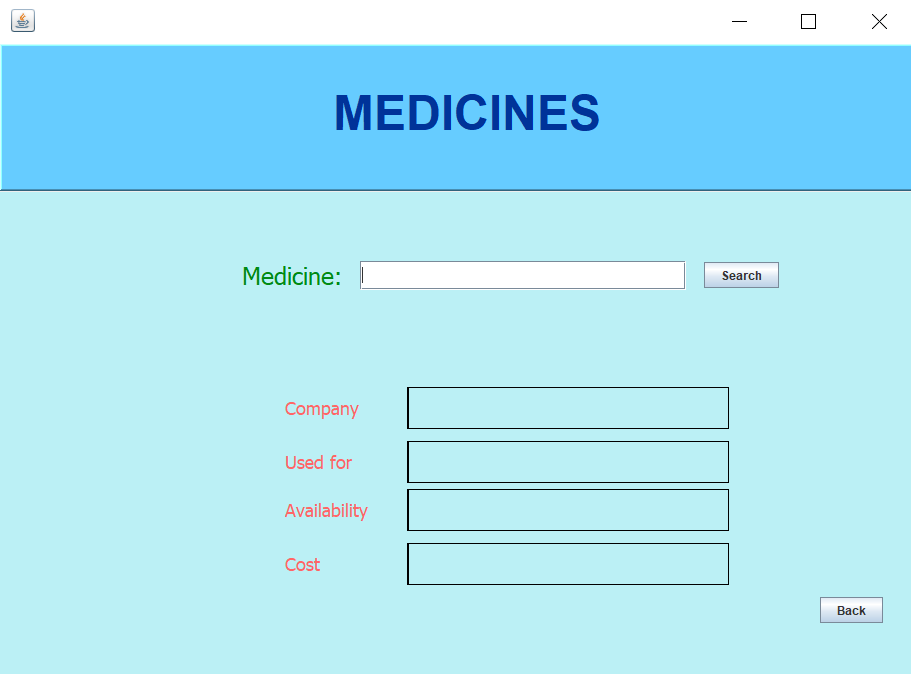 MEDICINES
Medicine: Search
Company
Used for
Availability
Cost
Back